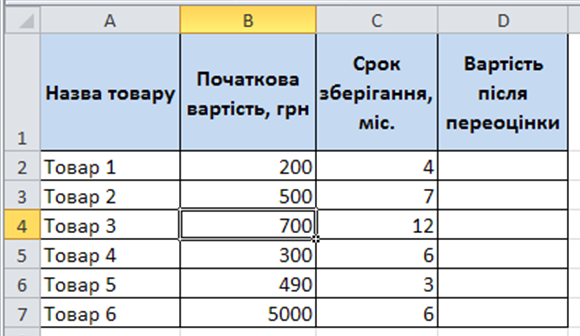 A B C D
1 Назва товару Початкова вартість, грн Срок зберігання, міс. Вартість після переоцінки
2 Товар 1 200 4
3 Товар 2 500 7
4 Товар 3 700 12
5 Товар 4 300 6
6 Товар 5 490 3
7 Товар 6 5000 6